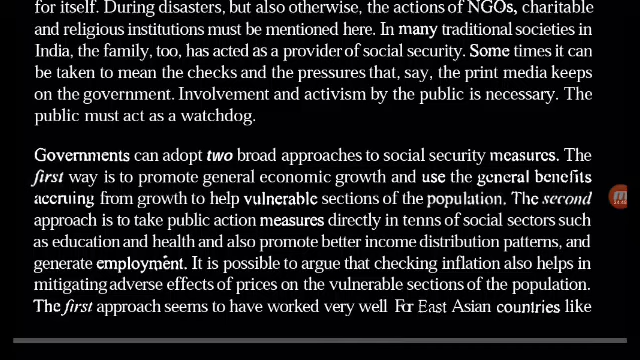 for itself. During disasters, but also otherwise, the actions of NGOs, charitable
and religious institutions must be mentioned here. In many traditional societies in
India, the family, too, has acted as a provider of social security. Some times it can
be taken to mean the checks and the pressures that, say, the print media keeps
on the government. Involvement and activism by the public is necessary. The
public must act as a watchdog.
Governments can adopt two broad approaches to social security measures. The
first way is to promote general economic growth and use the general benefits
accruing from growth to help vulnerable sections of the population. The second
approach is to take public action measures directly in tenns of social sectors such
as education and health and also promote better income distribution patterns, and
generate employment. It is possible to argue that checking inflation also helps in
mitigating adverse effects of prices on the vulnerable sections of the population.
The first approach seems to have worked very well For East Asian countries like